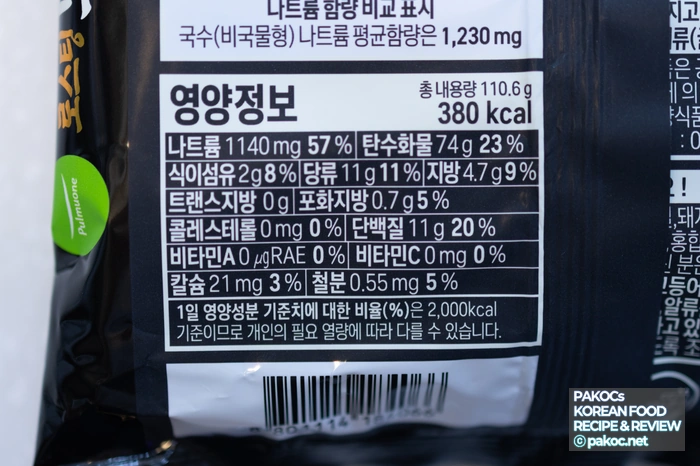 나트륨 함량 비교 표시
국수(비국물형) 나트륨 평균함량은 1,230 mg
로스팅
Pulmuone
영양정보
총 내용량 110.6 g
380 kcal
나트륨 1140 mg 57 % 탄수화물 74 g 23 %
식이섬유 2 g 8 % 당류 11 g 11 % 지방 4.7 g 9 %
트랜스지방 0 g 포화지방 0.7 g 5 %
콜레스테롤 0 mg 0 % 단백질 11 g 20 %
비타민A 0 μgRAE 0 % 비타민C 0 mg 0 %
칼슘 21 mg 3 % 철분 0.55 mg 5 %
1일 영양성분 기준치에 대한 비율(%)은 2,000kcal
기준이므로 개인의 필요 열량에 따라 다를 수 있습니다.
PAKOCs
KOREAN FOOD
RECIPE & REVIEW
© pakoc.net